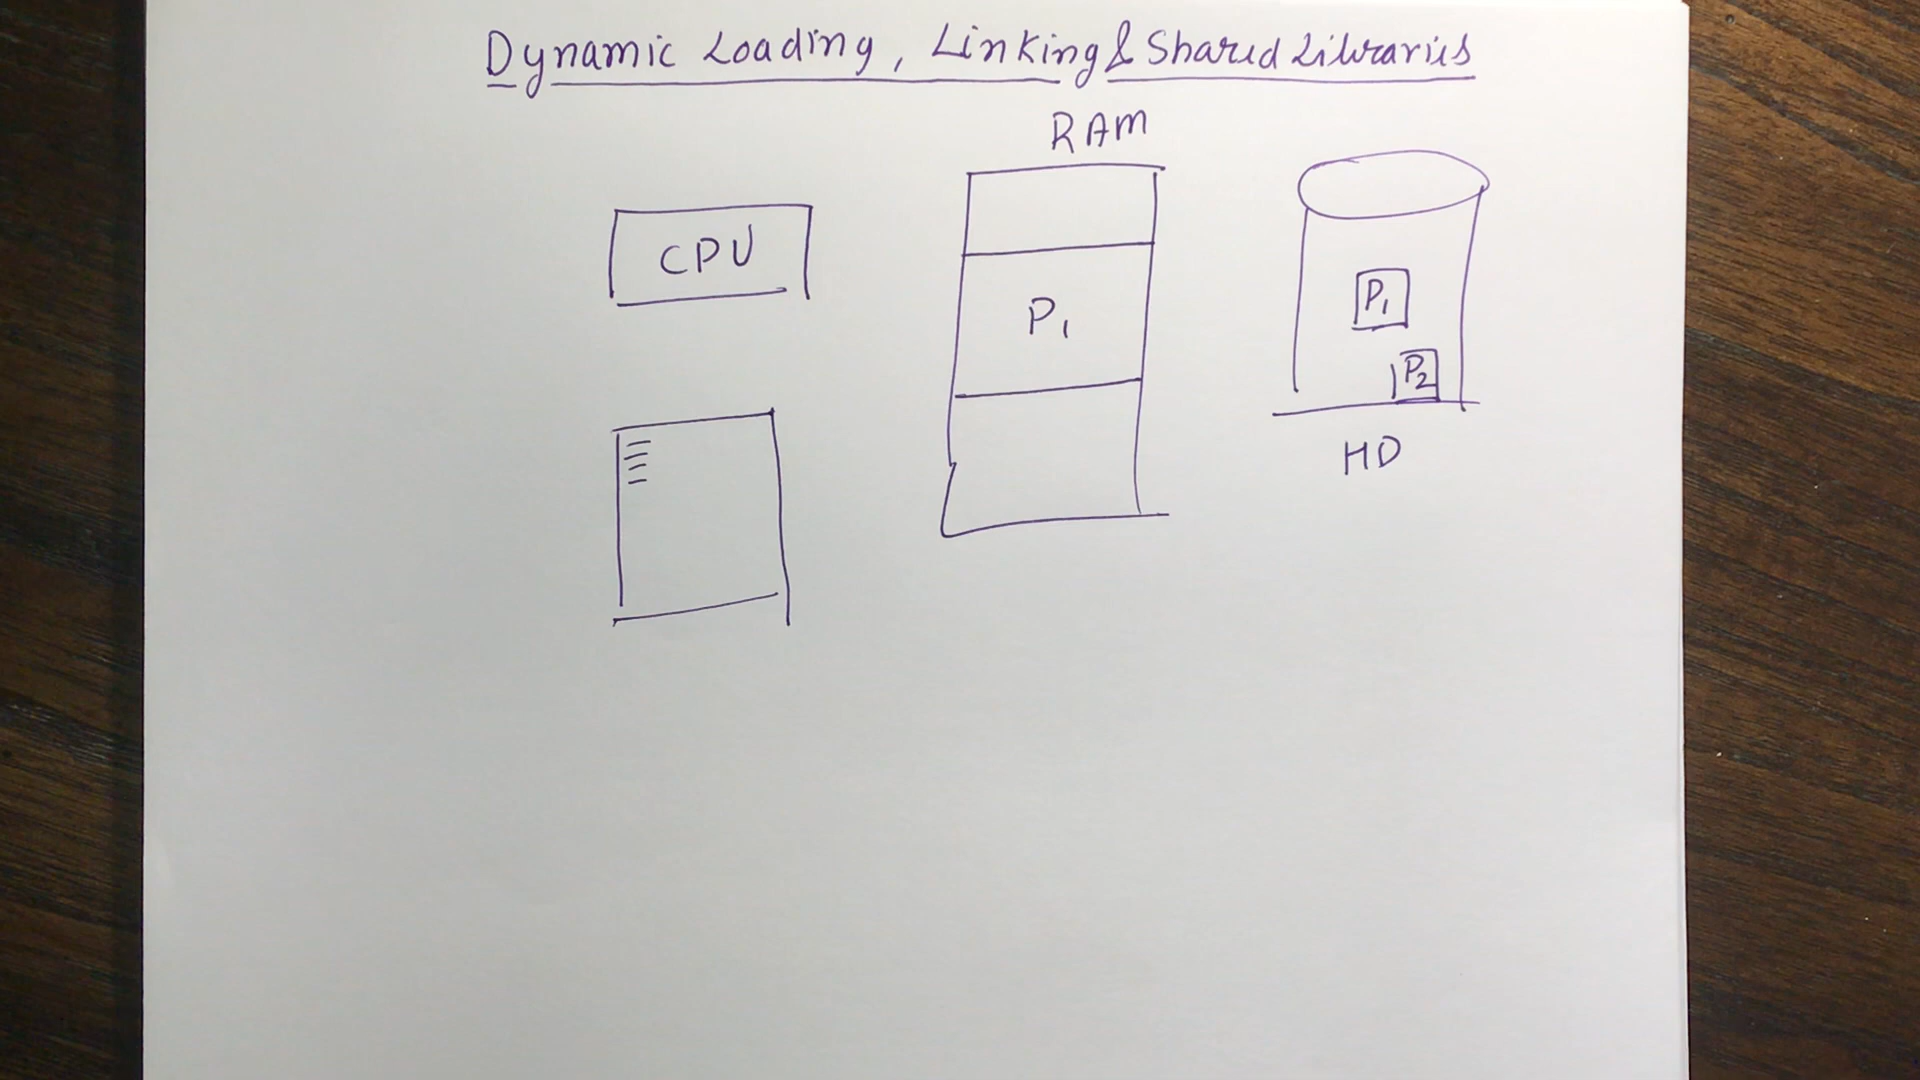 Dynamic Loading, Linking & Shared Libraries
RAM
CPU
P1
P1
P2
HD